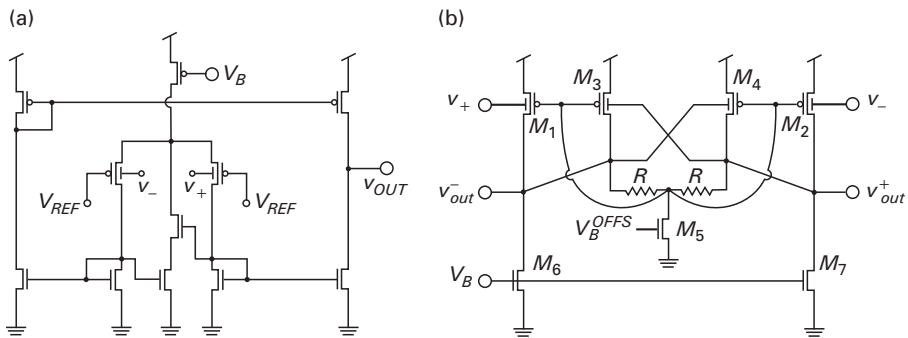 (a)
V_B
v_-
v_+
V_REF
V_REF
v_OUT
(b)
v_+
M_1
M_3
M_4
M_2
v_-
v_out^-
R
R
v_out^+
V_B^OFFS
M_5
V_B
M_6
M_7